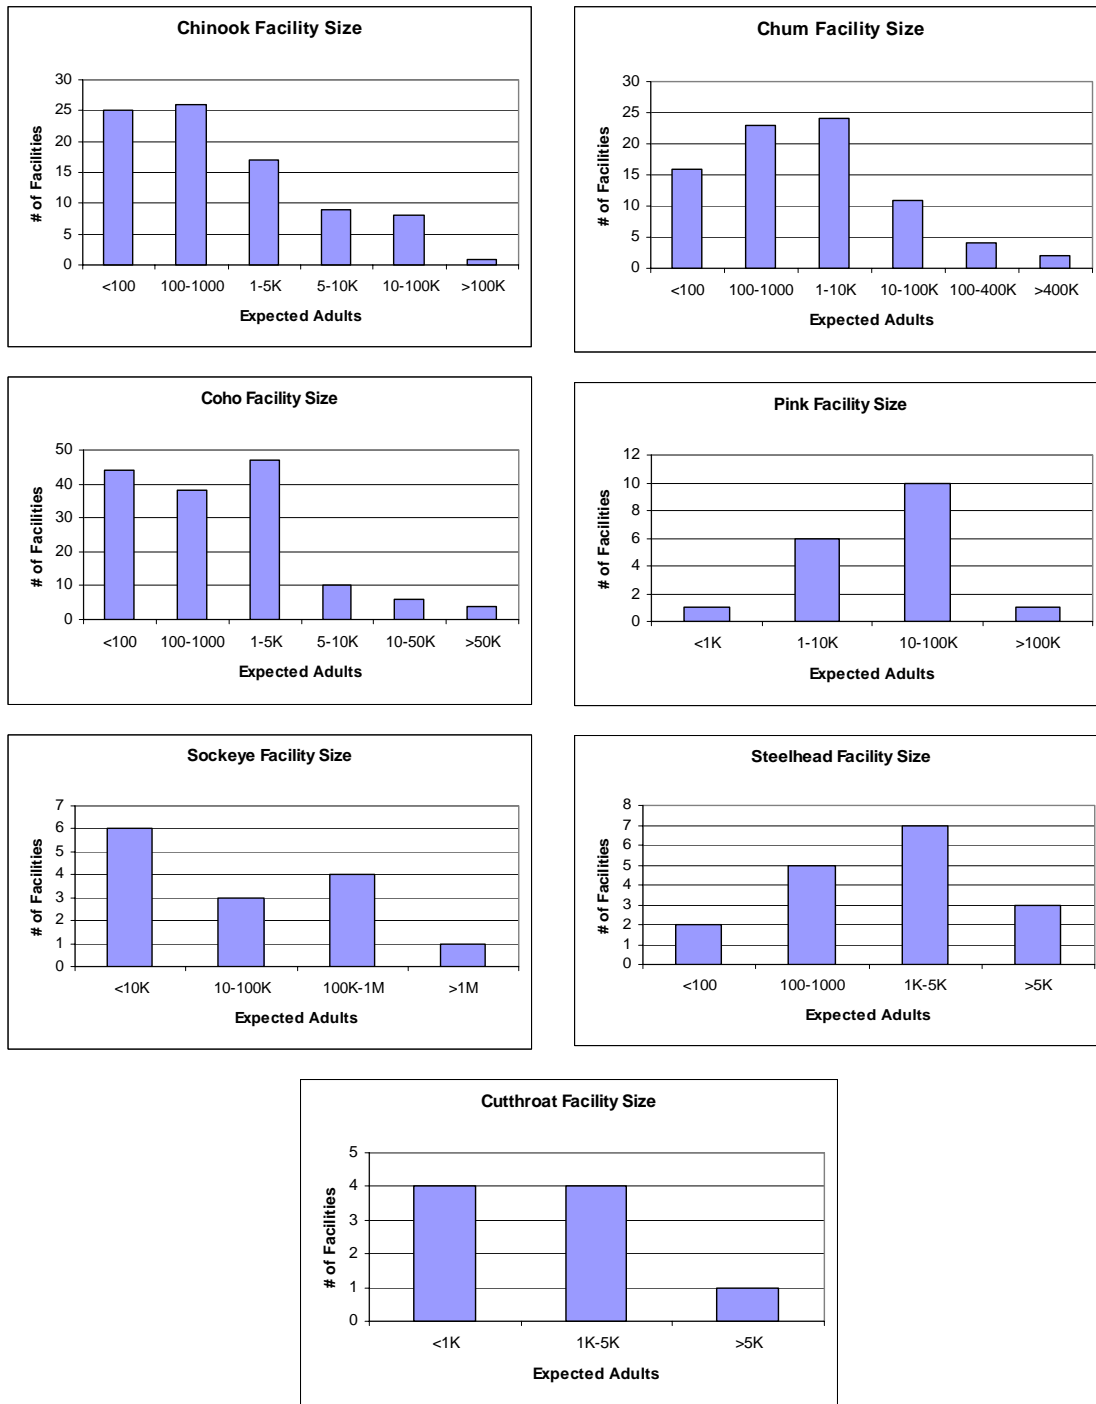 Chinook Facility Size
30
25
20
15
10
5
0
# of Facilities
<100 100-1000 1-5K 5-10K 10-100K >100K
Expected Adults
Chum Facility Size
30
25
20
15
10
5
0
# of Facilities
<100 100-1000 1-10K 10-100K 100-400K >400K
Expected Adults
Coho Facility Size
50
40
30
20
10
0
# of Facilities
<100 100-1000 1-5K 5-10K 10-50K >50K
Expected Adults
Pink Facility Size
12
10
8
6
4
2
0
# of Facilities
<1K 1-10K 10-100K >100K
Expected Adults
Sockeye Facility Size
7
6
5
4
3
2
1
0
# of Facilities
<10K 10-100K 100K-1M >1M
Expected Adults
Steelhead Facility Size
8
7
6
5
4
3
2
1
0
# of Facilities
<100 100-1000 1K-5K >5K
Expected Adults
Cutthroat Facility Size
5
4
3
2
1
0
# of Facilities
<1K 1K-5K >5K
Expected Adults